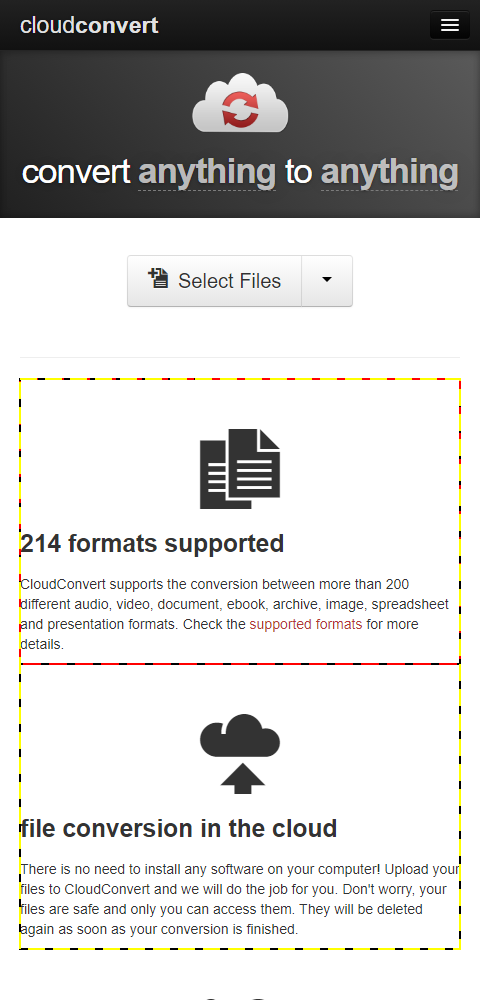 cloudconvert
convert anything to anything
Select Files
214 formats supported
CloudConvert supports the conversion between more than 200
different audio, video, document, ebook, archive, image, spreadsheet
and presentation formats. Check the supported formats for more
details.
file conversion in the cloud
There is no need to install any software on your computer! Upload your
files to CloudConvert and we will do the job for you. Don't worry, your
files are safe and only you can access them. They will be deleted
again as soon as your conversion is finished.